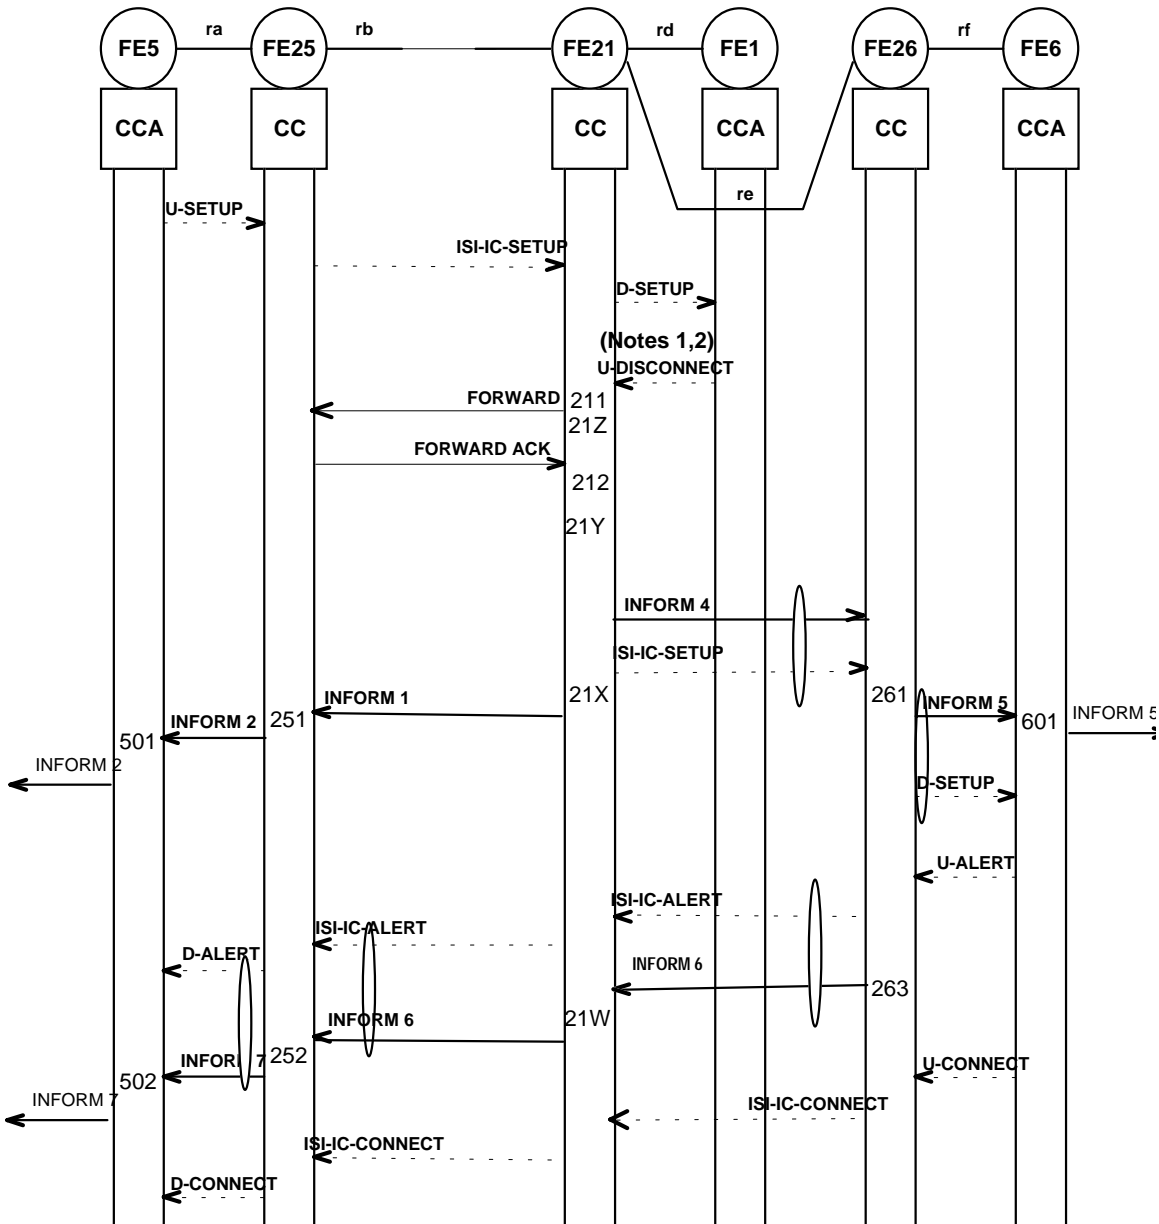 ra
rb
rd
rf
FE5
FE25
FE21
FE1
FE26
FE6
CCA
CC
CC
CCA
CC
CCA
re
U-SETUP
ISI-IC-SETUP
D-SETUP
(Notes 1,2)
U-DISCONNECT
FORWARD
211
21Z
FORWARD ACK
212
21Y
INFORM 4
ISI-IC-SETUP
21X
261
INFORM 1
INFORM 5
INFORM 2
251
501
601
INFORM 5
INFORM 2
D-SETUP
U-ALERT
ISI-IC-ALERT
ISI-IC-ALERT
D-ALERT
INFORM 6
263
21W
INFORM 6
252
INFORM 7
U-CONNECT
502
INFORM 7
ISI-IC-CONNECT
ISI-IC-CONNECT
D-CONNECT